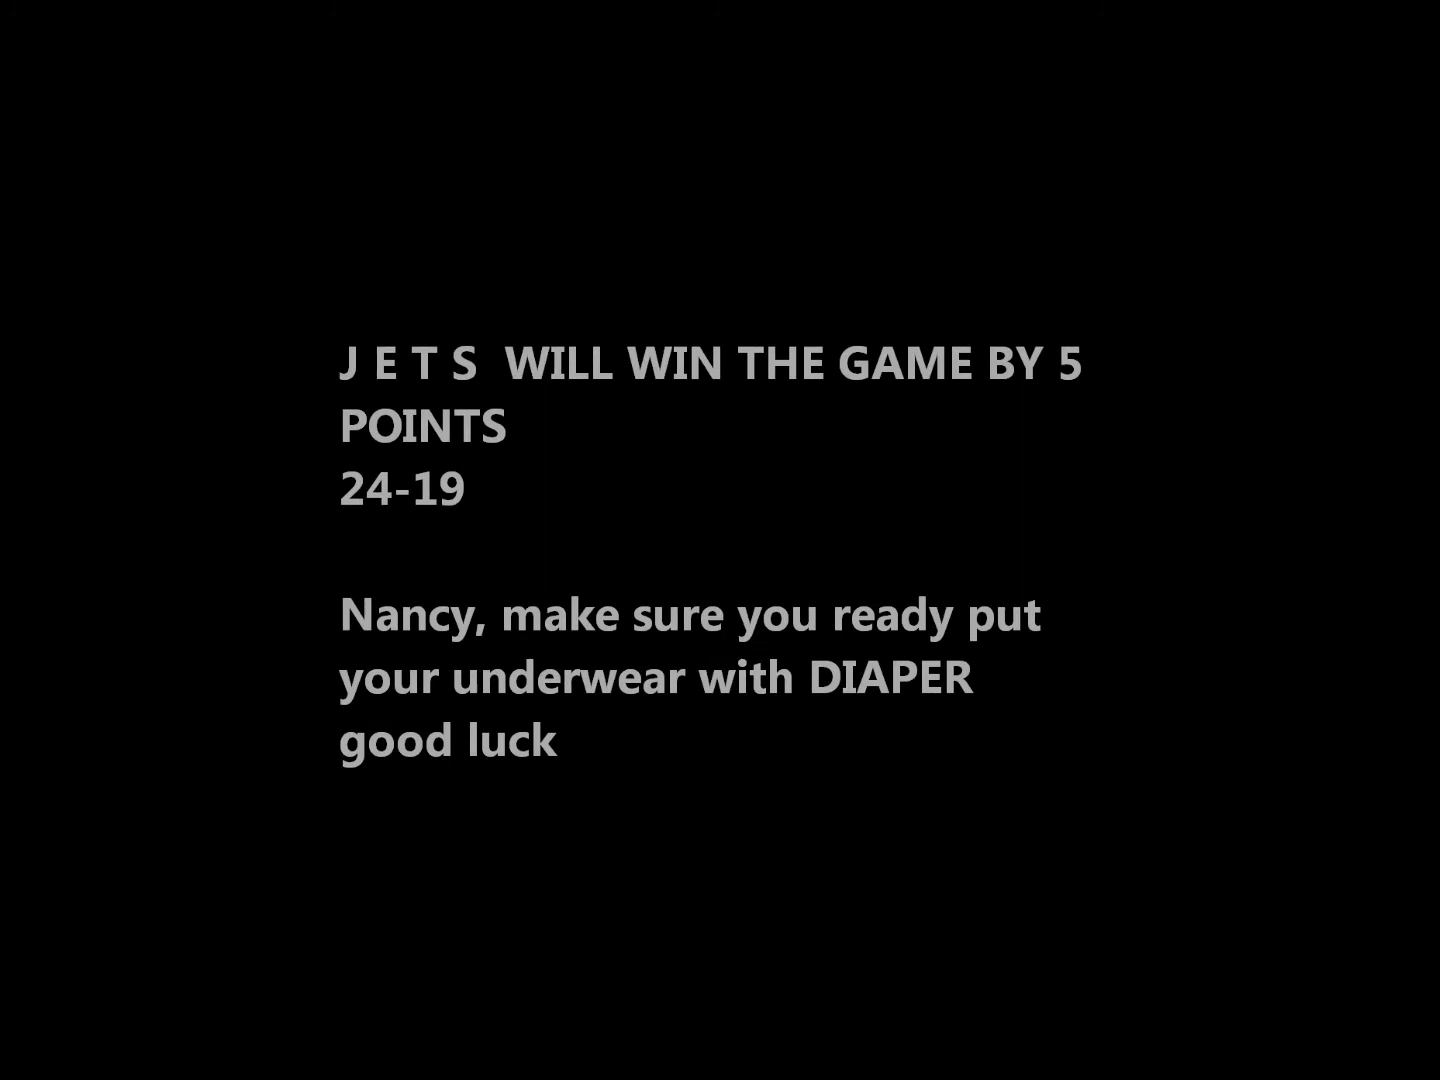 J E T S  WILL WIN THE GAME BY 5
POINTS
24-19
Nancy, make sure you ready put
your underwear with DIAPER
good luck